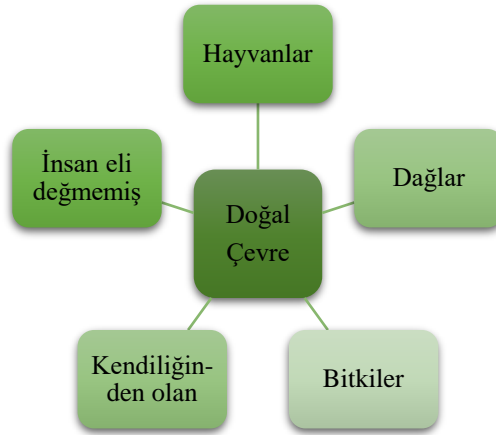 Hayvanlar
İnsan eli
değmemiş
Dağlar
Doğal
Çevre
Kendiliğin-
den olan
Bitkiler